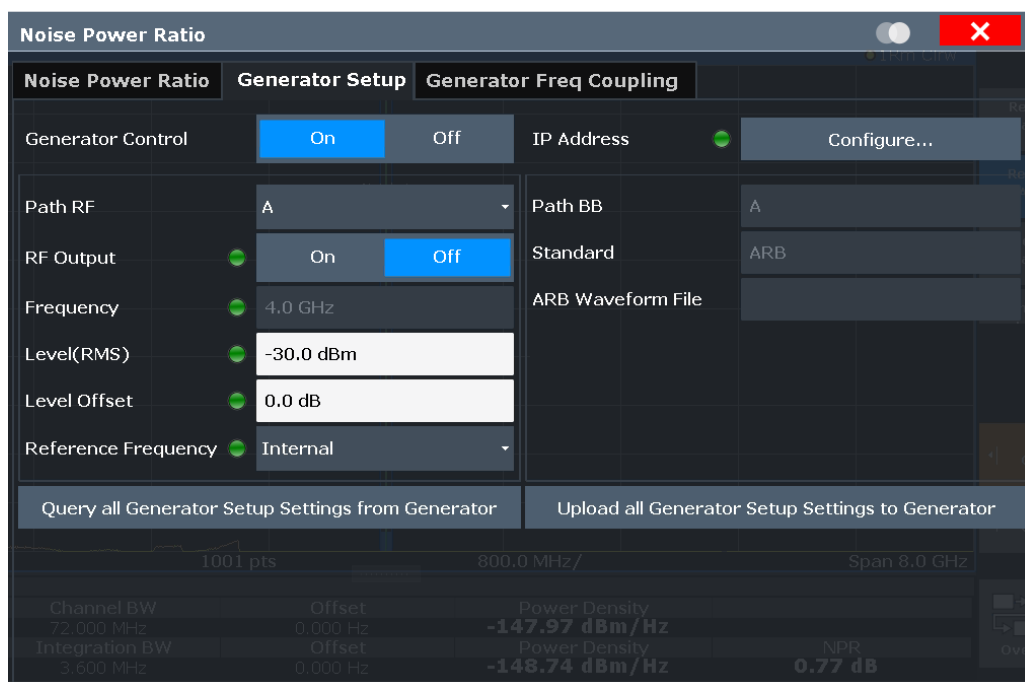 Noise Power Ratio
1Rm Clrw
Noise Power Ratio Generator Setup Generator Freq Coupling
Generator Control On Off IP Address Configure...
Path RF A Path BB A
RF Output On Off Standard ARB
Frequency 4.0 GHz ARB Waveform File
Level(RMS) -30.0 dBm
Level Offset 0.0 dB
Reference Frequency Internal
Query all Generator Setup Settings from Generator Upload all Generator Setup Settings to Generator
1001 pts 800.0 MHz/ Span 8.0 GHz
Channel BW Offset Power Density
72.000 MHz 0.000 Hz -147.97 dBm/Hz
Integration BW Offset Power Density NPR
3.600 MHz 0.000 Hz -148.74 dBm/Hz 0.77 dB